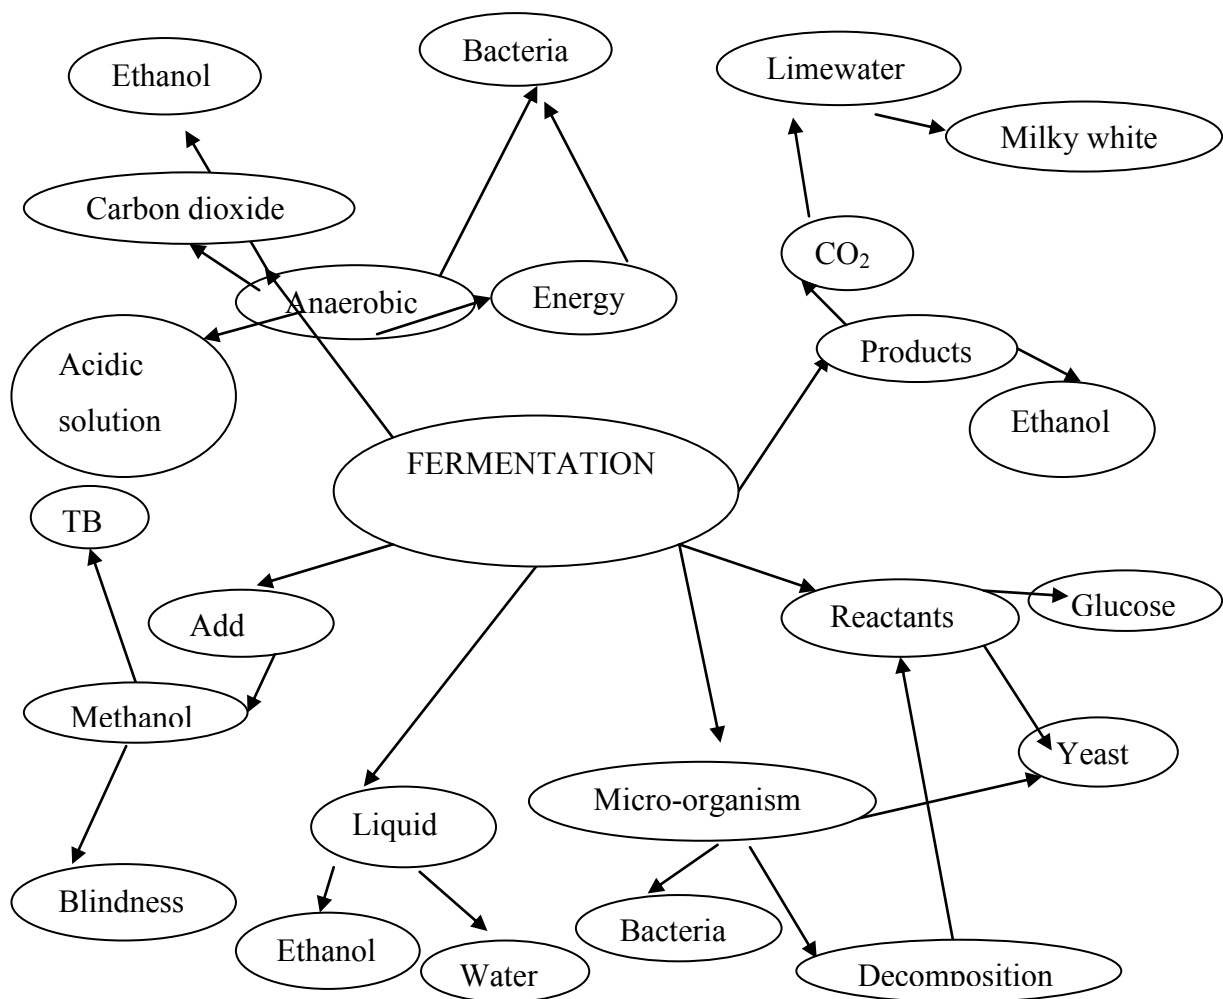 Bacteria
Limewater
Ethanol
Milky white
Carbon dioxide
CO₂
Anaerobic
Energy
Products
Acidic
solution
Ethanol
FERMENTATION
TB
Glucose
Reactants
Add
Methanol
Yeast
Micro-organism
Liquid
Blindness
Bacteria
Ethanol
Water
Decomposition